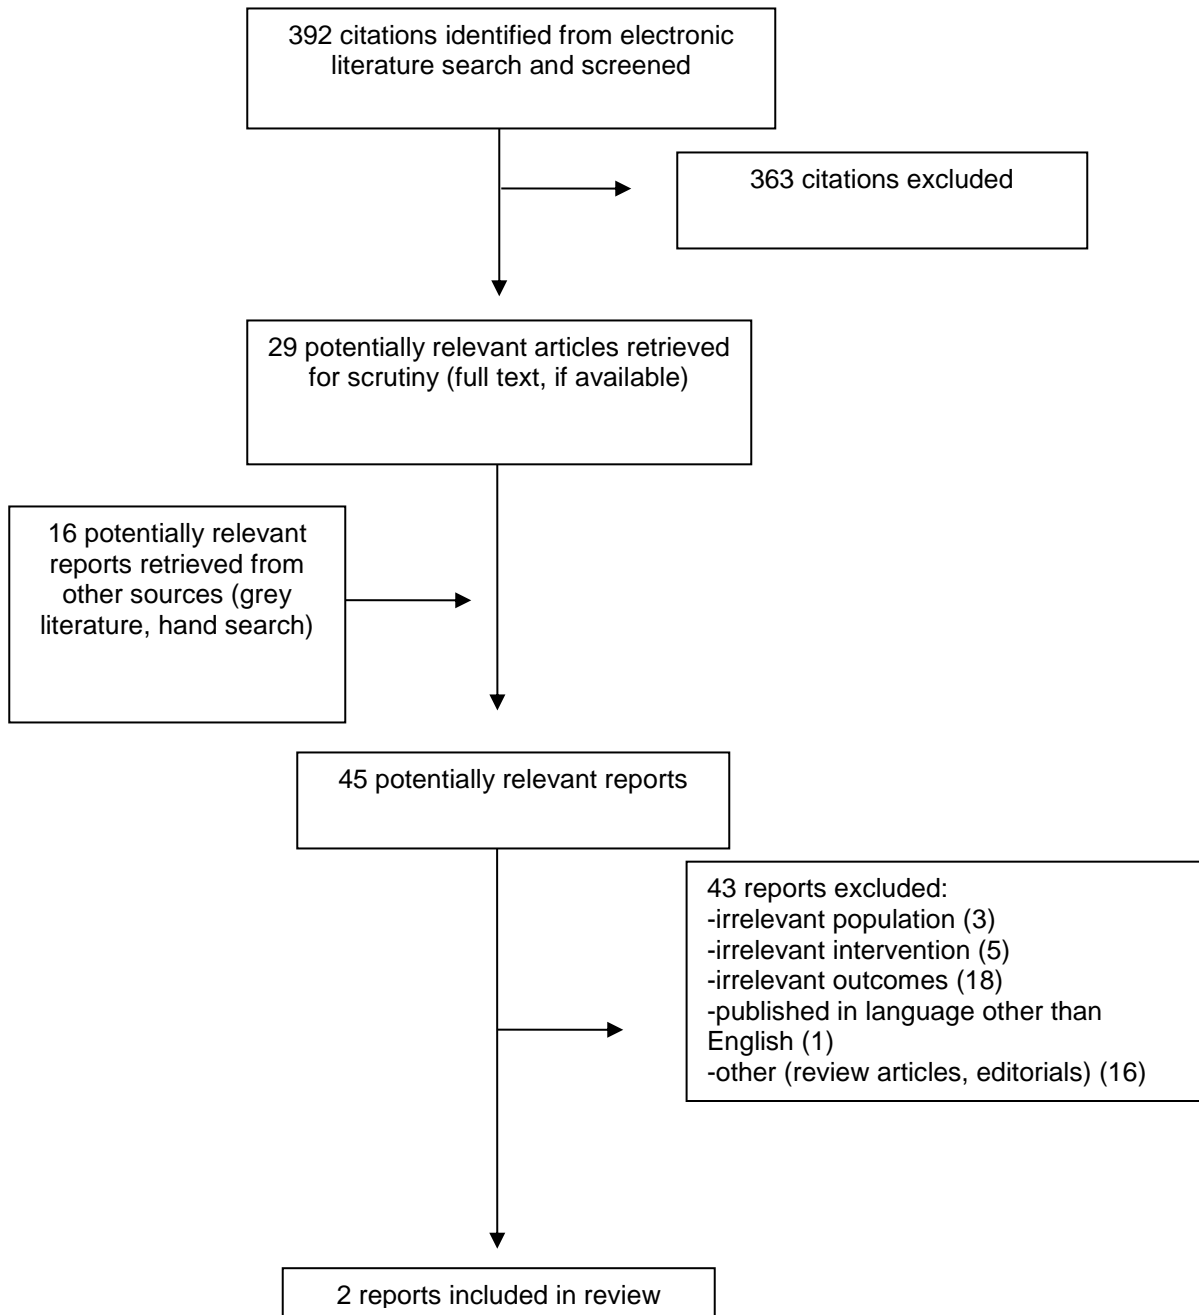 392 citations identified from electronic
literature search and screened
363 citations excluded
29 potentially relevant articles retrieved
for scrutiny (full text, if available)
16 potentially relevant
reports retrieved from
other sources (grey
literature, hand search)
45 potentially relevant reports
43 reports excluded:
-irrelevant population (3)
-irrelevant intervention (5)
-irrelevant outcomes (18)
-published in language other than
English (1)
-other (review articles, editorials) (16)
2 reports included in review